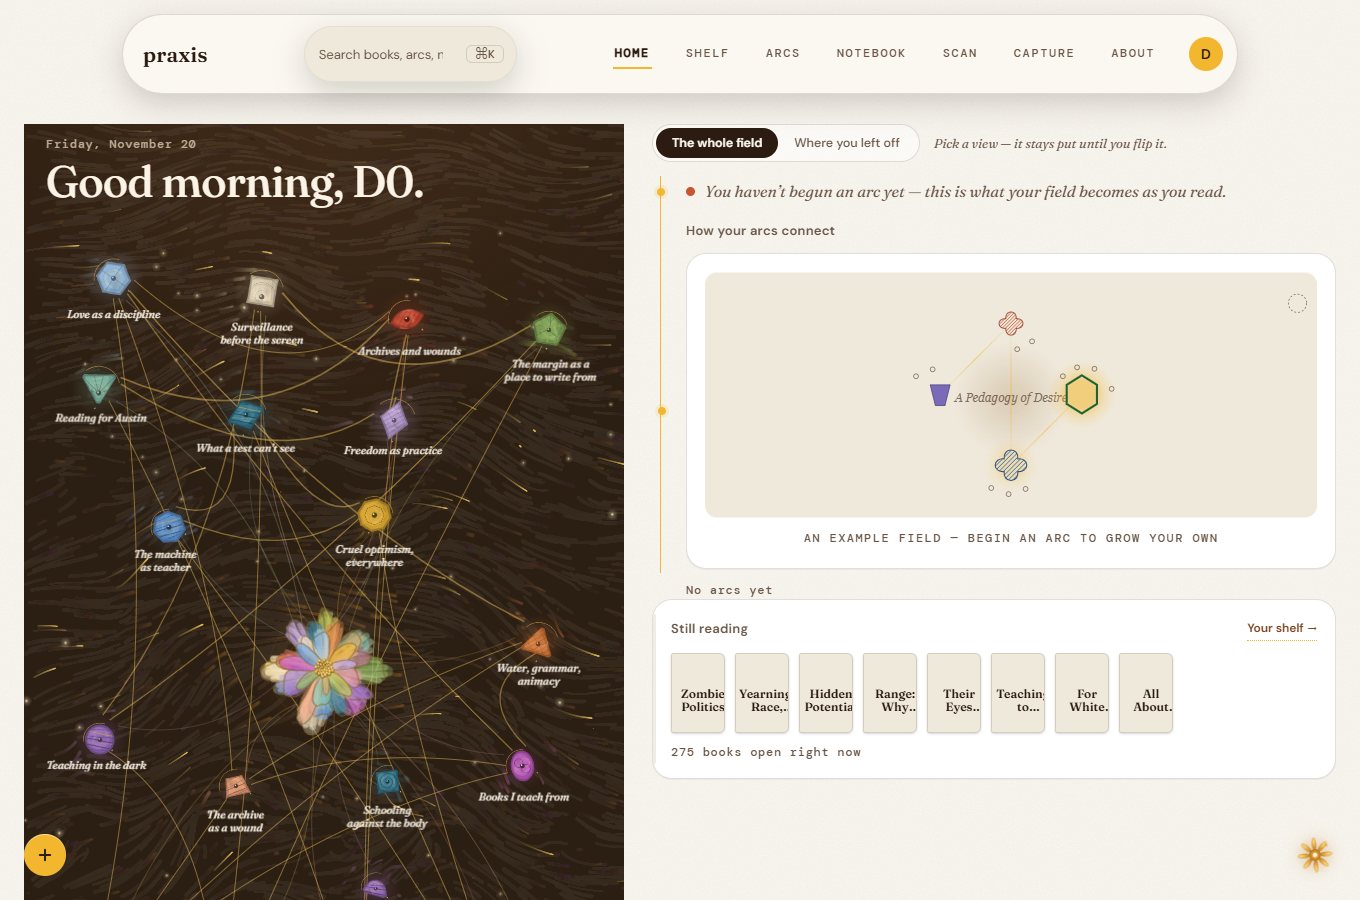 praxis
Search books, arcs, n
⌘K
HOME
SHELF
ARCS
NOTEBOOK
SCAN
CAPTURE
ABOUT
D
Friday, November 20
Good morning, D0.
Love as a discipline
Surveillance
before the screen
Archives and wounds
The margin as a
place to write from
Reading for Austin
What a test can't see
Freedom as practice
The machine
as teacher
Cruel optimism,
everywhere
Water, grammar,
animacy
Teaching in the dark
The archive
as a wound
Schooling
against the body
Books I teach from
+
The whole field
Where you left off
Pick a view — it stays put until you flip it.
You haven't begun an arc yet — this is what your field becomes as you read.
How your arcs connect
A Pedagogy of Desire
AN EXAMPLE FIELD — BEGIN AN ARC TO GROW YOUR OWN
No arcs yet
Still reading
Your shelf →
Zombie
Politics
Yearning
Race,..
Hidden
Potentia
Range:
Why..
Their
Eyes..
Teaching
to...
For
White.
All
About.
275 books open right now